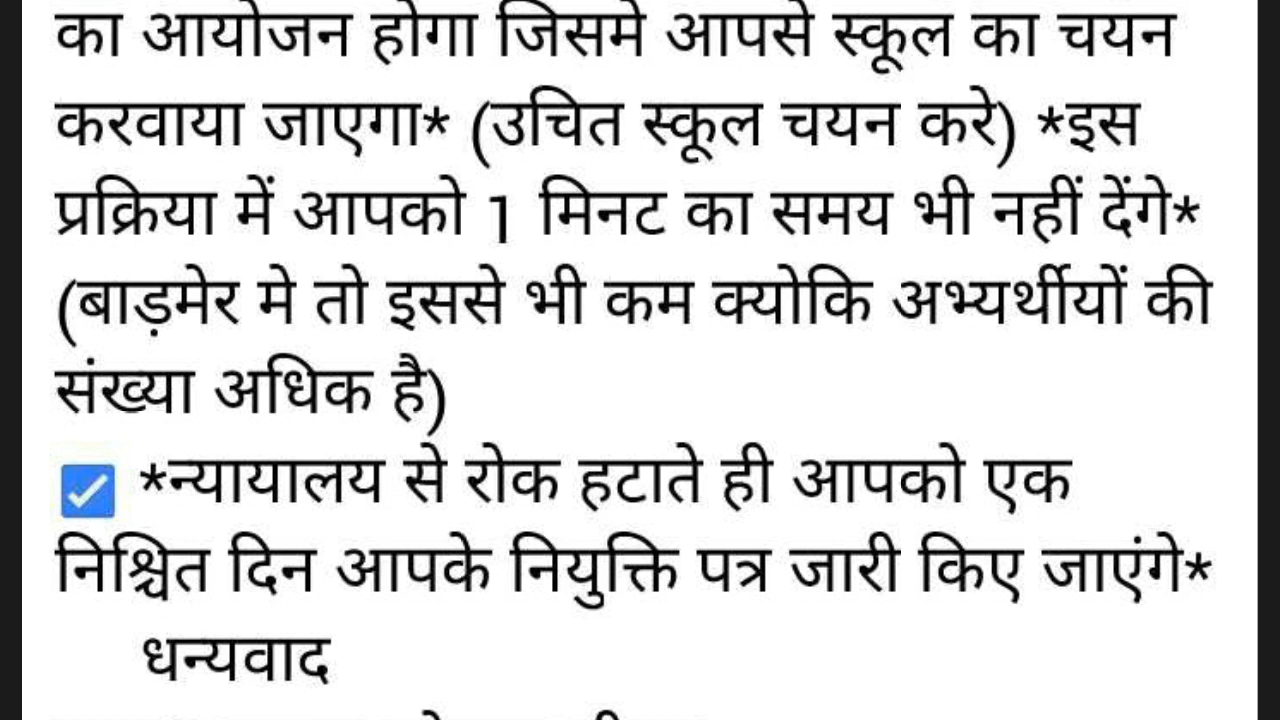 का आयोजन होगा जिसमे आपसे स्कूल का चयन
करवाया जाएगा* (उचित स्कूल चयन करे) *इस
प्रक्रिया में आपको 1 मिनट का समय भी नहीं देंगे*
(बाड़मेर मे तो इससे भी कम क्योकि अभ्यर्थीयों की
संख्या अधिक है)
☑ *न्यायालय से रोक हटाते ही आपको एक
निश्चित दिन आपके नियुक्ति पत्र जारी किए जाएंगे*
धन्यवाद